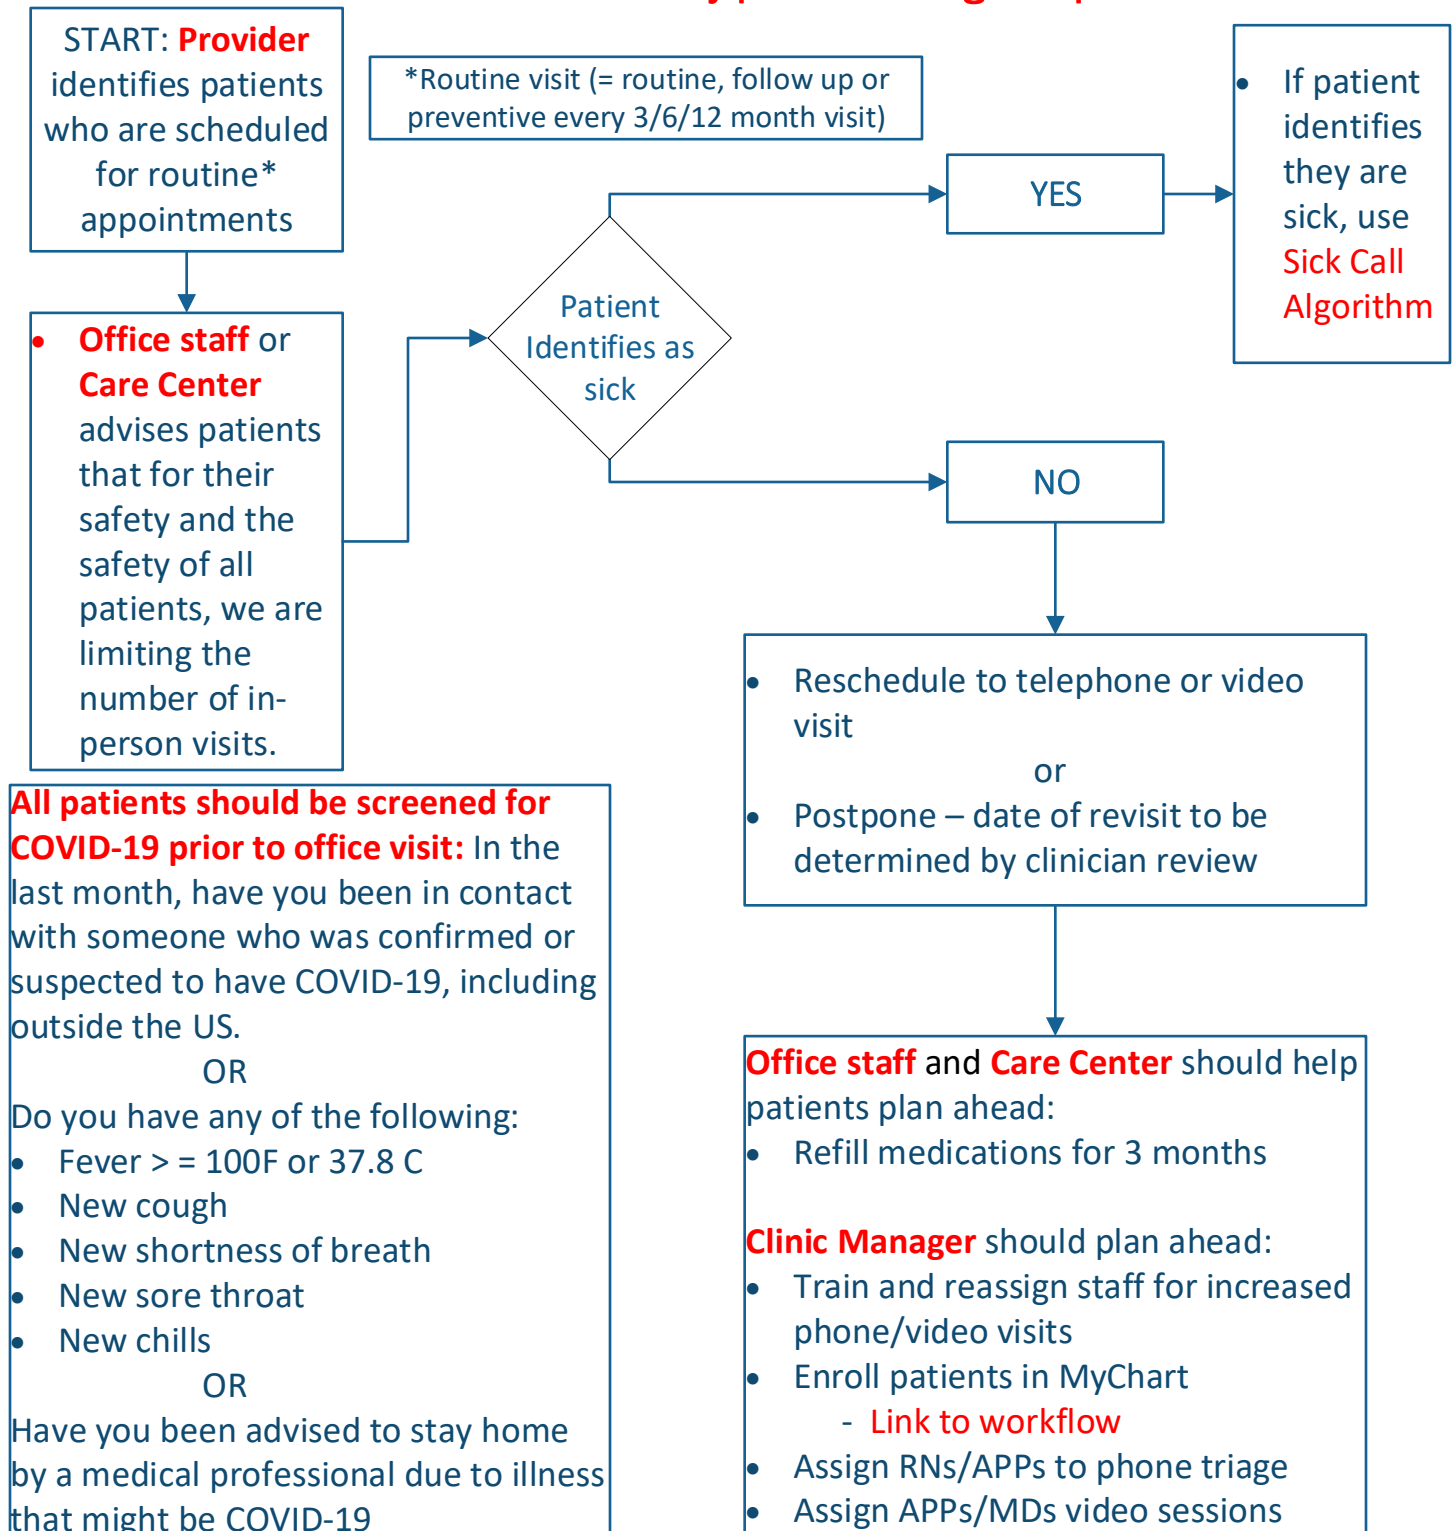 START: Provider
identifies patients
who are scheduled
for routine*
appointments
*Routine visit (= routine, follow up or
preventive every 3/6/12 month visit)
YES
• If patient
identifies
they are
sick, use
Sick Call
Algorithm
Patient
Identifies as
sick
• Office staff or
Care Center
advises patients
that for their
safety and the
safety of all
patients, we are
limiting the
number of in-
person visits.
NO
• Reschedule to telephone or video
visit
or
• Postpone – date of revisit to be
determined by clinician review
All patients should be screened for
COVID-19 prior to office visit: In the
last month, have you been in contact
with someone who was confirmed or
suspected to have COVID-19, including
outside the US.
OR
Do you have any of the following:
• Fever > = 100F or 37.8 C
• New cough
• New shortness of breath
• New sore throat
• New chills
OR
Have you been advised to stay home
by a medical professional due to illness
that might be COVID-19
Office staff and Care Center should help
patients plan ahead:
• Refill medications for 3 months
Clinic Manager should plan ahead:
• Train and reassign staff for increased
phone/video visits
• Enroll patients in MyChart
- Link to workflow
• Assign RNs/APPs to phone triage
• Assign APPs/MDs video sessions